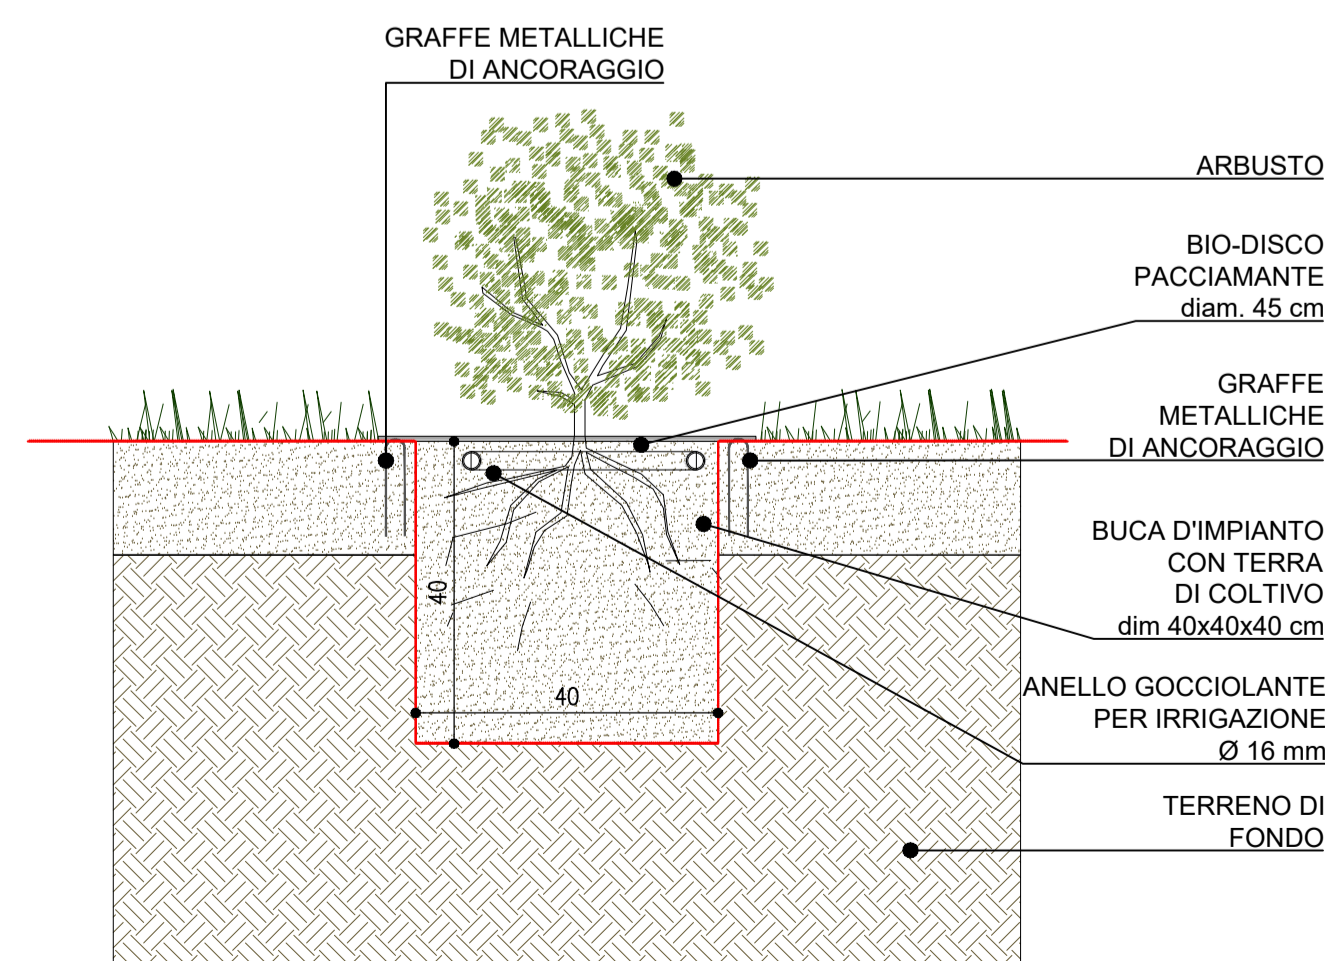 GRAFFE METALLICHE
DI ANCORAGGIO
ARBUSTO
BIO-DISCO
PACCIAMANTE
diam. 45 cm
GRAFFE
METALLICHE
DI ANCORAGGIO
BUCA D'IMPIANTO
CON TERRA
DI COLTIVO
dim 40x40x40 cm
40
40
ANELLO GOCCIOLANTE
PER IRRIGAZIONE
Ø 16 mm
TERRENO DI
FONDO